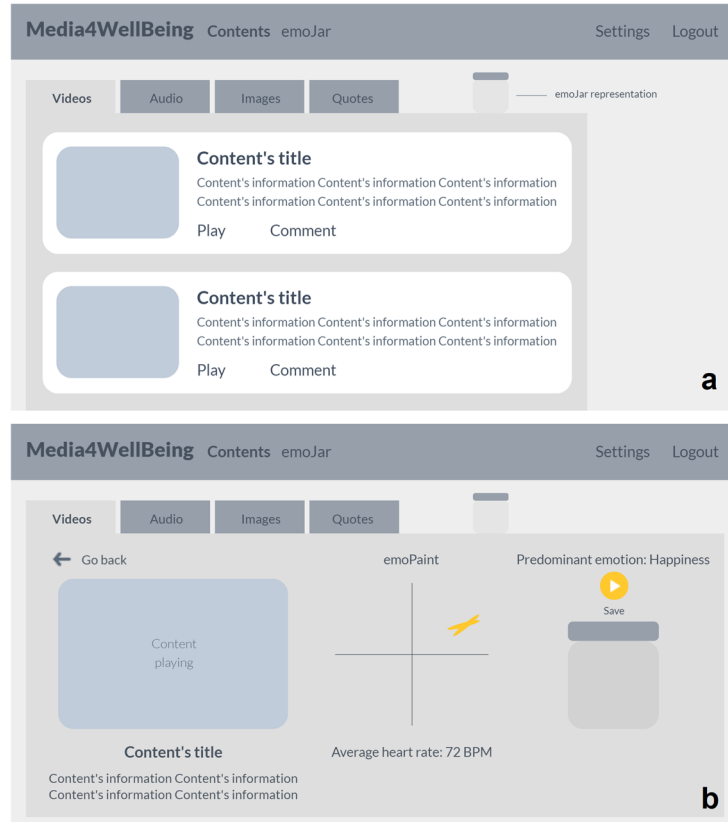 Media4WellBeing Contents emoJar Settings Logout
Videos Audio Images Quotes
emoJar representation
Content's title
Content's information Content's information Content's information
Content's information Content's information Content's information
Play Comment
Content's title
Content's information Content's information Content's information
Content's information Content's information Content's information
Play Comment
a
Media4WellBeing Contents emoJar Settings Logout
Videos Audio Images Quotes
Go back
Content
playing
Content's title
Content's information Content's information
Content's information Content's information
emoPaint
Average heart rate: 72 BPM
Predominant emotion: Happiness
Save
b